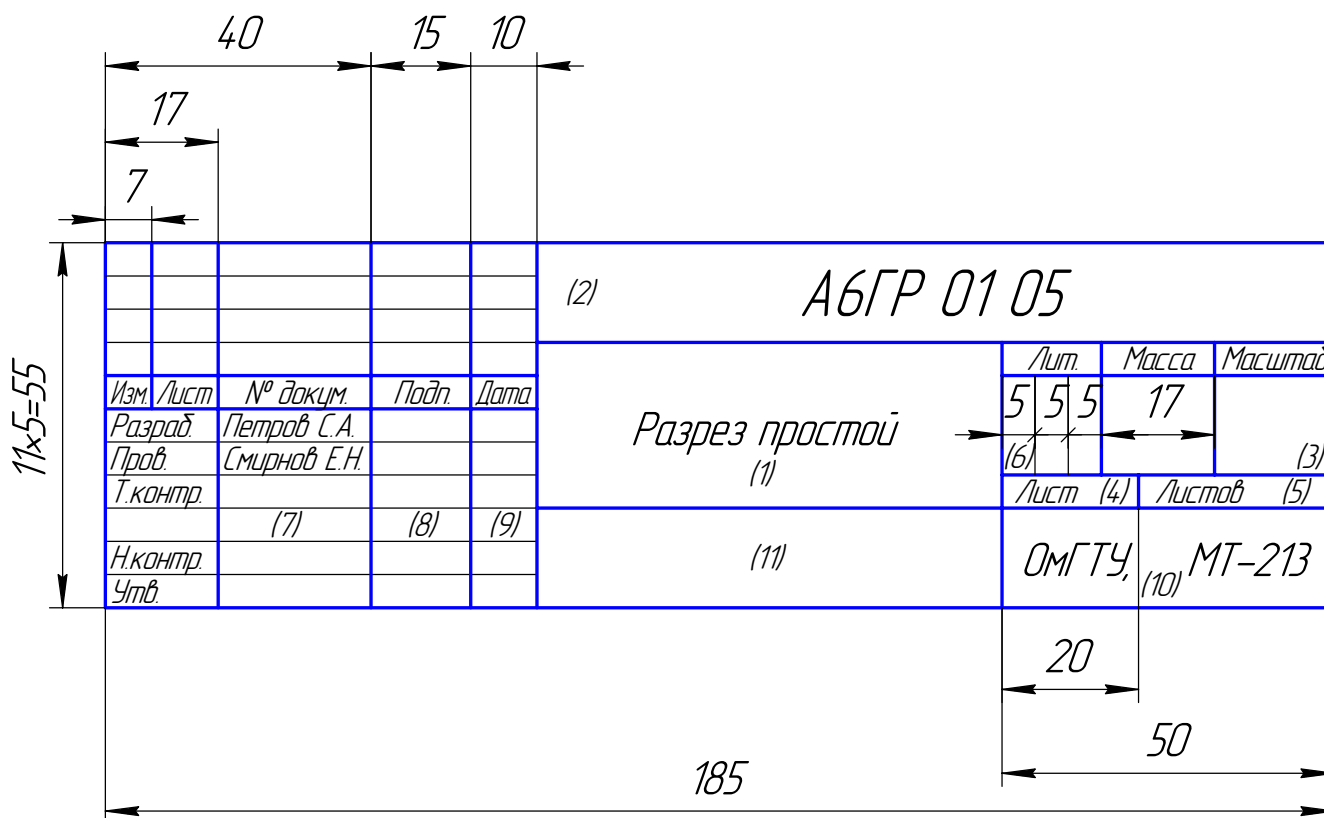 40 15 10
17
7
11x5=55
(2) А6ГР 01 05
Лит. Масса Масштаб
Изм. Лист № докум. Подп. Дата
5 5 5 17
Разраб. Петров С.А.
Разрез простой
Пров. Смирнов Е.Н.
(1)
(6) (3)
Т.контр.
Лист (4) Листов (5)
(7) (8) (9)
Н.контр.
(11)
ОмГТУ, (10) МТ-213
Утв.
20
50
185